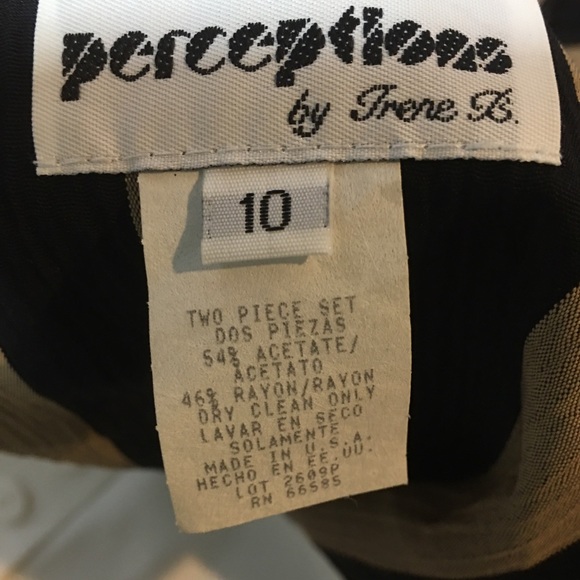 perceptions
by Irene B.
10
TWO PIECE SET
DOS PIEZAS
54% ACETATE/
ACETATO
46% RAYON/RAYON
DRY CLEAN ONLY
LAVAR EN SECO
SOLAMENTE
MADE IN U.S.A.
HECHO EN EE.UU.
LOT 2609P
RN 66585